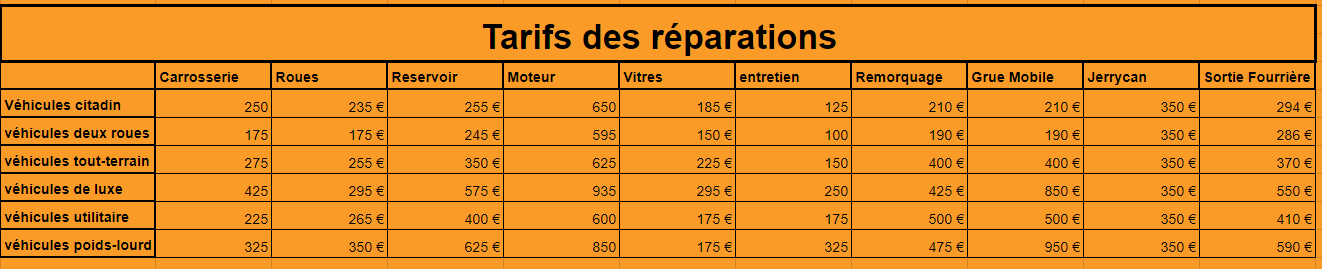 Tarifs des réparations
Carrosserie Roues Reservoir Moteur Vitres entretien Remorquage Grue Mobile Jerrycan Sortie Fourrière
Véhicules citadin 250 235 € 255 € 650 185 € 125 210 € 210 € 350 € 294 €
véhicules deux roues 175 175 € 245 € 595 150 € 100 190 € 190 € 350 € 286 €
véhicules tout-terrain 275 255 € 350 € 625 225 € 150 400 € 400 € 350 € 370 €
véhicules de luxe 425 295 € 575 € 935 295 € 250 425 € 850 € 350 € 550 €
véhicules utilitaire 225 265 € 400 € 600 175 € 175 500 € 500 € 350 € 410 €
véhicules poids-lourd 325 350 € 625 € 850 175 € 325 475 € 950 € 350 € 590 €